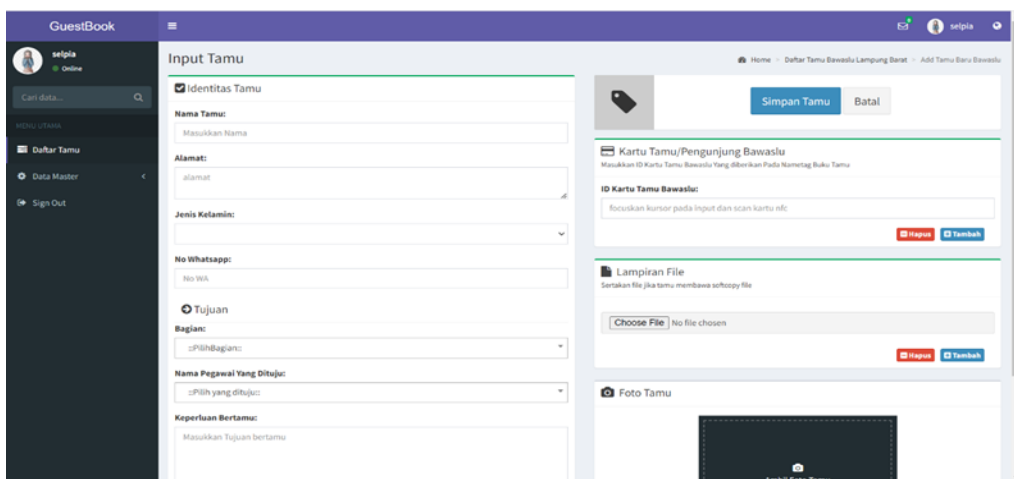 GuestBook
selpia
selpia
Online
Cari data...
MENU UTAMA
Daftar Tamu
Data Master
Sign Out
Input Tamu
Home > Daftar Tamu Bawaslu Lampung Barat > Add Tamu Baru Bawaslu
Identitas Tamu
Nama Tamu:
Masukkan Nama
Alamat:
alamat
Jenis Kelamin:
No Whatsapp:
No WA
Tujuan
Bagian:
::PilihBagian::
Nama Pegawai Yang Dituju:
::Pilih yang dituju::
Keperluan Bertamu:
Masukkan Tujuan bertamu
Simpan Tamu Batal
Kartu Tamu/Pengunjung Bawaslu
Masukkan ID Kartu Tamu Bawaslu Yang diberikan Pada Nametag Buku Tamu
ID Kartu Tamu Bawaslu:
focuskan kursor pada input dan scan kartu nfc
Hapus Tambah
Lampiran File
Sertakan file jika tamu membawa softcopy file
Choose File No file chosen
Hapus Tambah
Foto Tamu
Ambil Foto Tamu